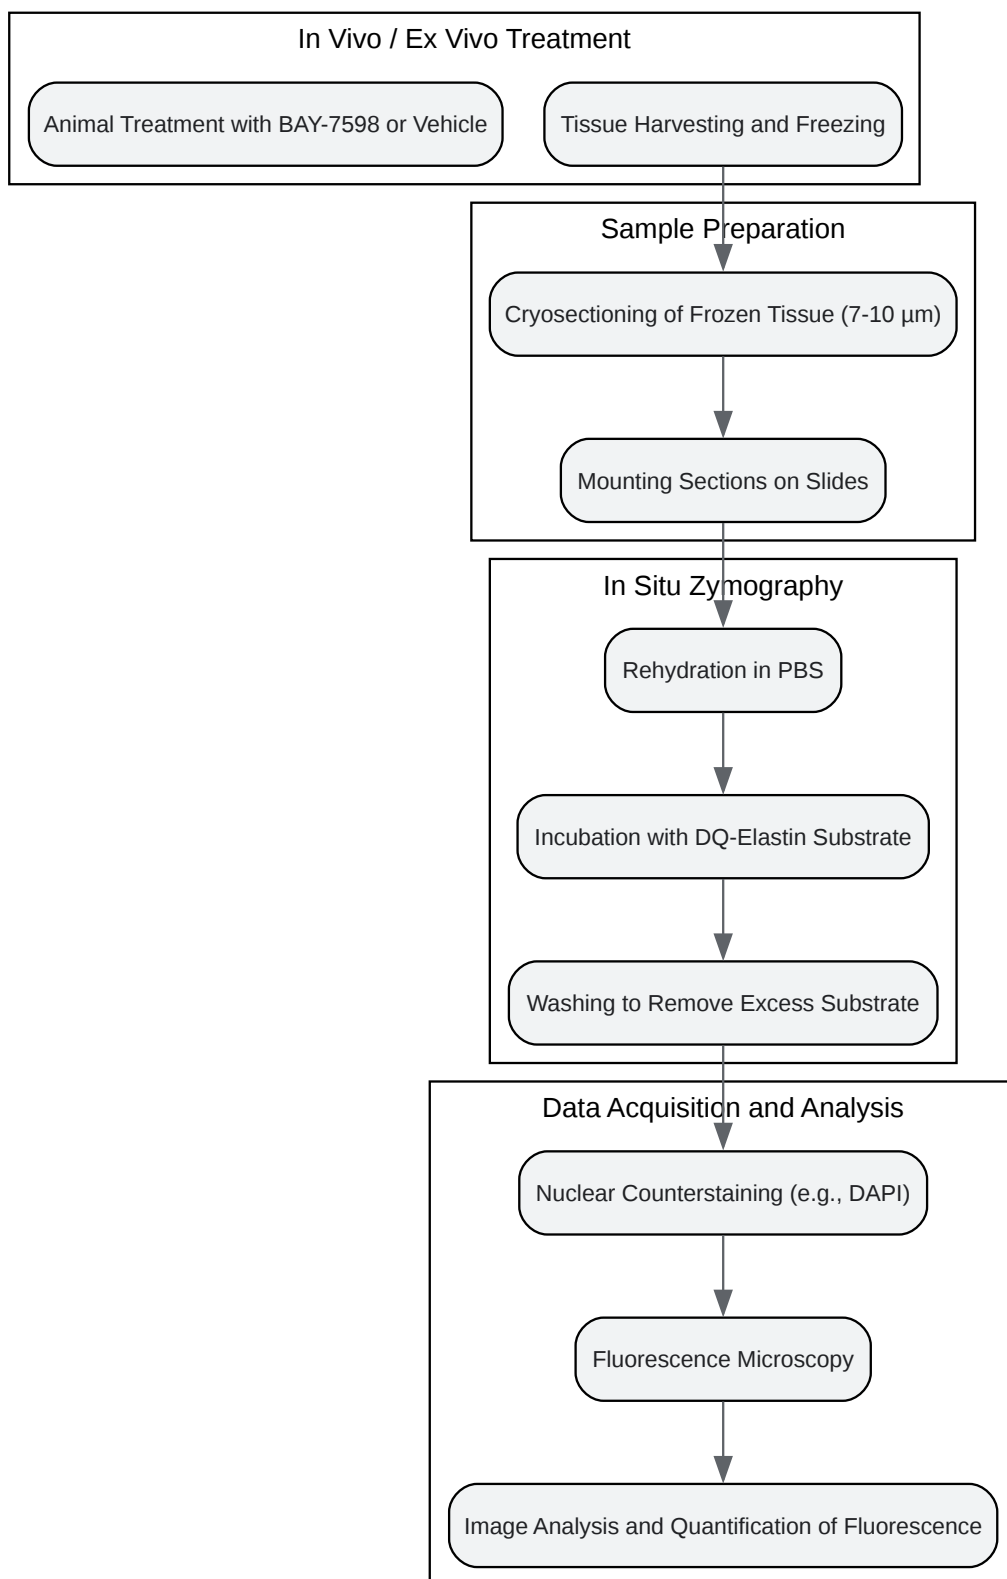 In Vivo / Ex Vivo Treatment
Animal Treatment with BAY-7598 or Vehicle
Tissue Harvesting and Freezing
Sample Preparation
Cryosectioning of Frozen Tissue (7-10 µm)
Mounting Sections on Slides
In Situ Zymography
Rehydration in PBS
Incubation with DQ-Elastin Substrate
Washing to Remove Excess Substrate
Data Acquisition and Analysis
Nuclear Counterstaining (e.g., DAPI)
Fluorescence Microscopy
Image Analysis and Quantification of Fluorescence